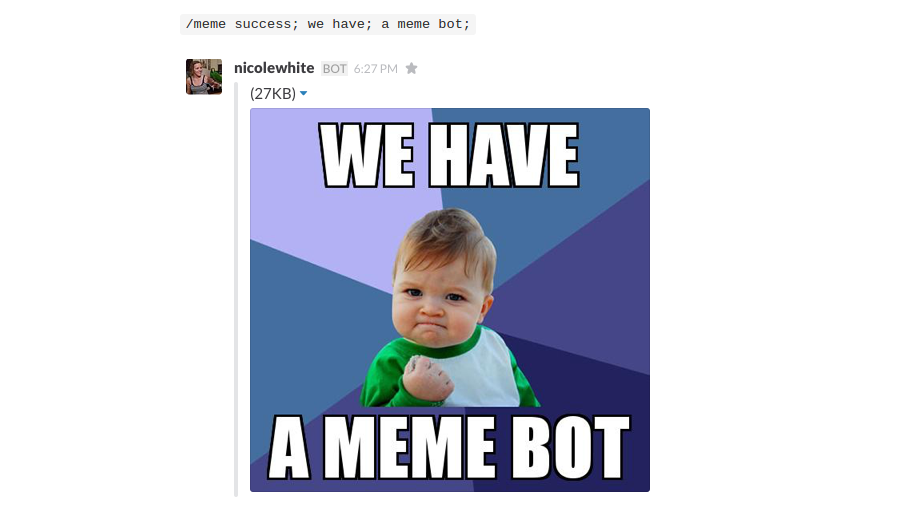 /meme success; we have; a meme bot;
nicolewhite BOT 6:27 PM
(27KB)
WE HAVE
A MEME BOT